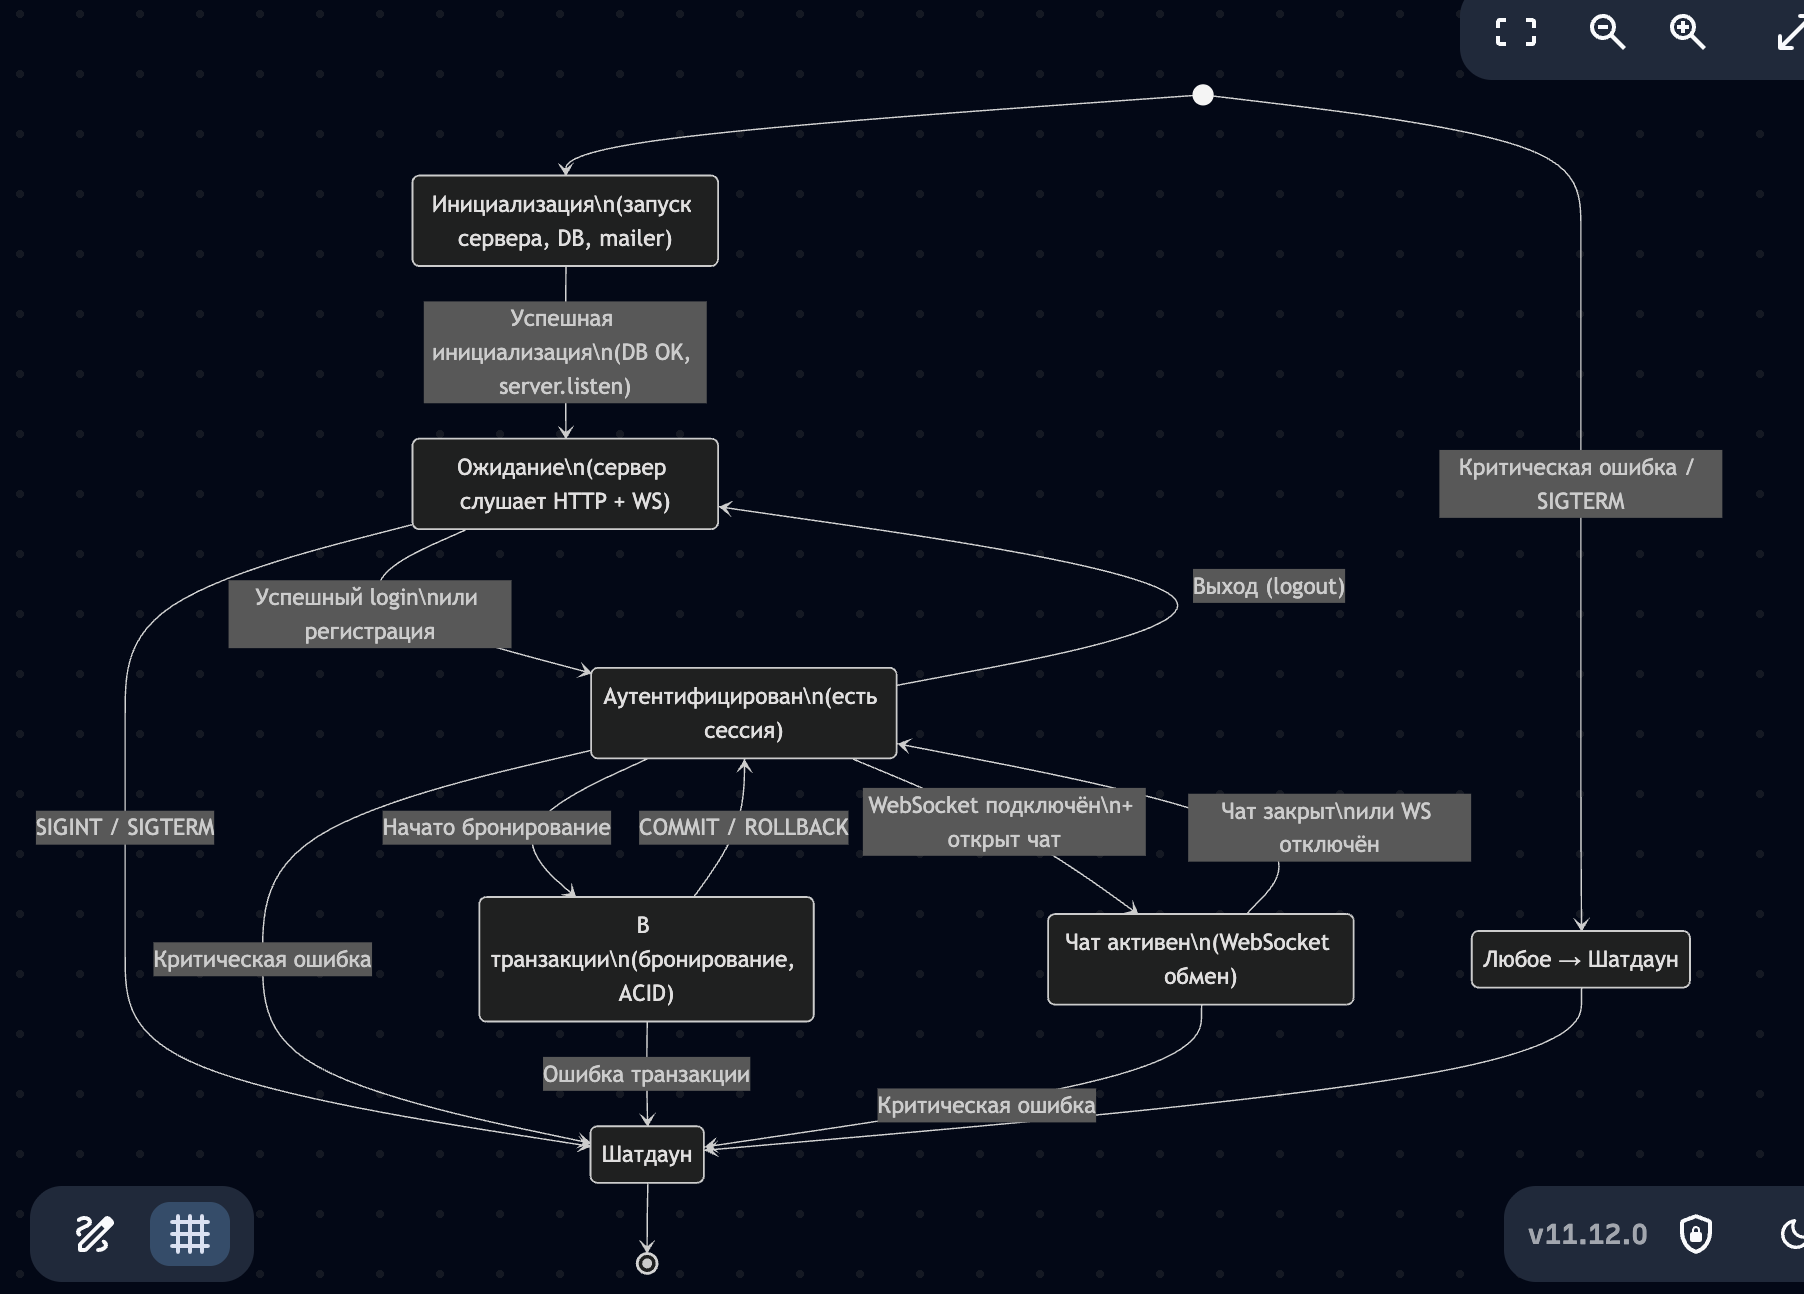 Инициализация\n(запуск
сервера, DB, mailer)
Успешная
инициализация\n(DB OK,
server.listen)
Ожидание\n(сервер
слушает HTTP + WS)
Критическая ошибка /
SIGTERM
Успешный login\nили
регистрация
Выход (logout)
Аутентифицирован\n(есть
сессия)
SIGINT / SIGTERM
Начато бронирование
COMMIT / ROLLBACK
WebSocket подключён\n+
открыт чат
Чат закрыт\nили WS
отключён
Критическая ошибка
В
транзакции\n(бронирование,
ACID)
Чат активен\n(WebSocket
обмен)
Любое → Шатдаун
Ошибка транзакции
Критическая ошибка
Шатдаун
v11.12.0